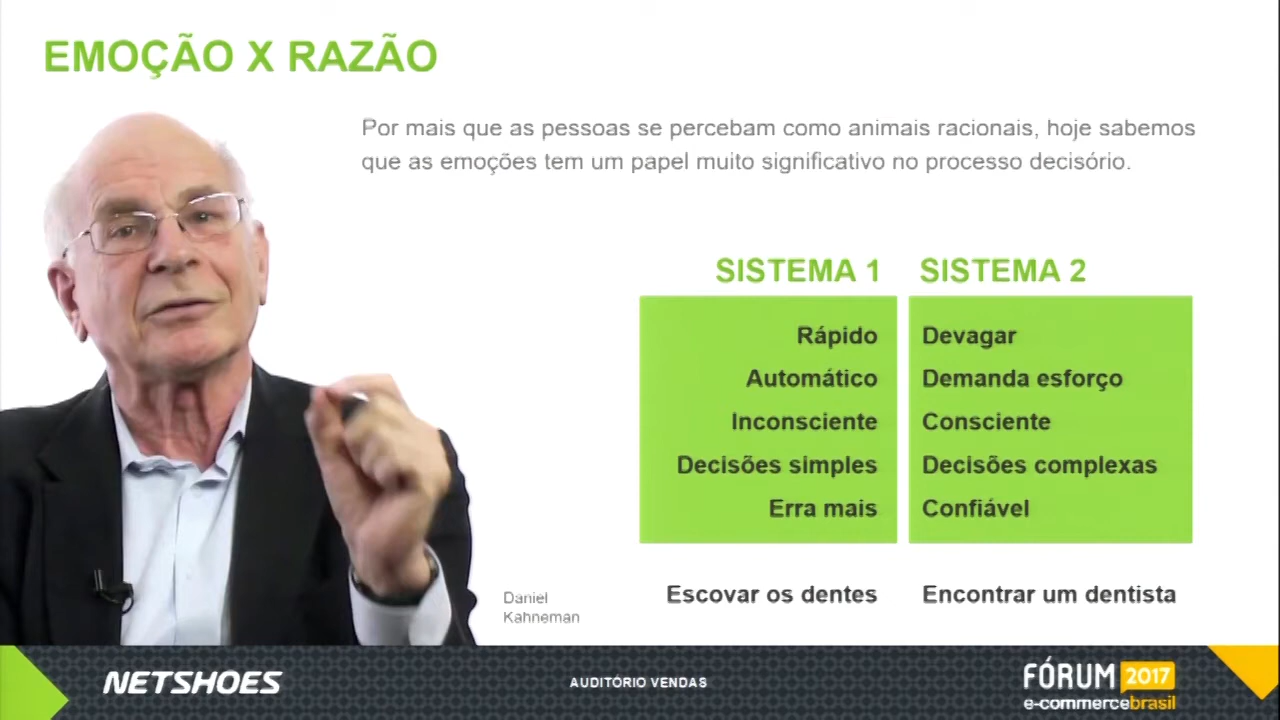 EMOÇÃO X RAZÃO
Por mais que as pessoas se percebam como animais racionais, hoje sabemos
que as emoções tem um papel muito significativo no processo decisório.
SISTEMA 1
Rápido
Automático
Inconsciente
Decisões simples
Erra mais
Escovar os dentes
SISTEMA 2
Devagar
Demanda esforço
Consciente
Decisões complexas
Confiável
Encontrar um dentista
Daniel
Kahneman
NETSHOES
AUDITÓRIO VENDAS
FÓRUM 2017
e-commercebrasil